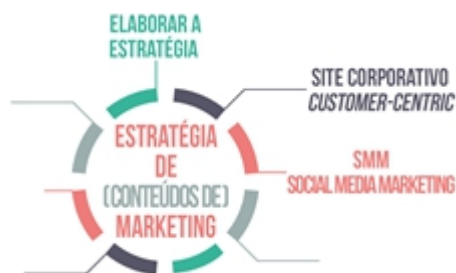 ELABORAR A
ESTRATÉGIA
SITE CORPORATIVO
CUSTOMER-CENTRIC
ESTRATÉGIA
DE
(CONTEÚDOS DE)
MARKETING
SMM
SOCIAL MEDIA MARKETING